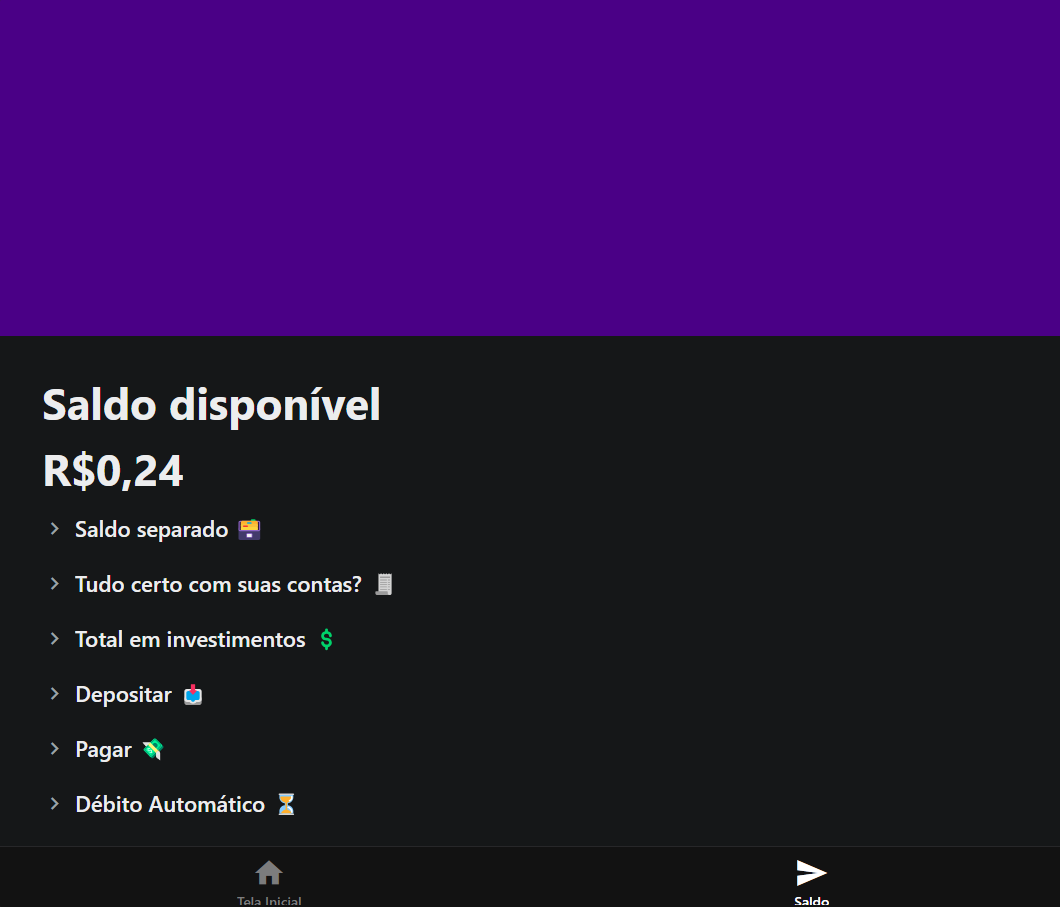 Saldo disponível
R$0,24
Saldo separado
Tudo certo com suas contas?
Total em investimentos
Depositar
Pagar
Débito Automático
Tela Inicial
Saldo